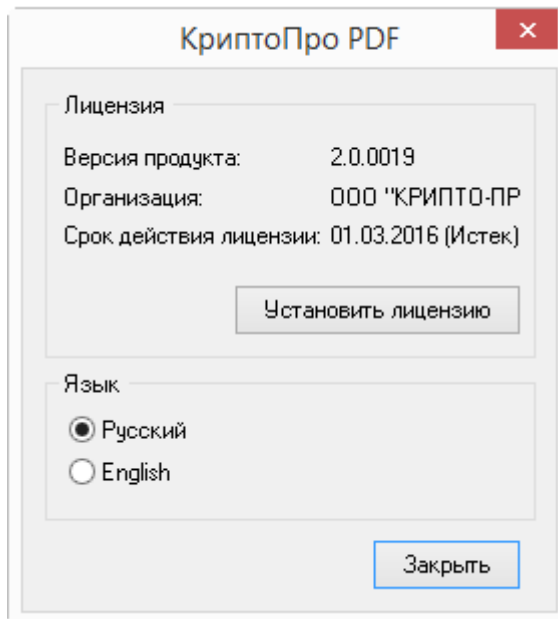 КриптоПро PDF
Лицензия
Версия продукта: 2.0.0019
Организация: ООО "КРИПТО-ПР
Срок действия лицензии: 01.03.2016 (Истек)
Установить лицензию
Язык
Русский
English
Закрыть